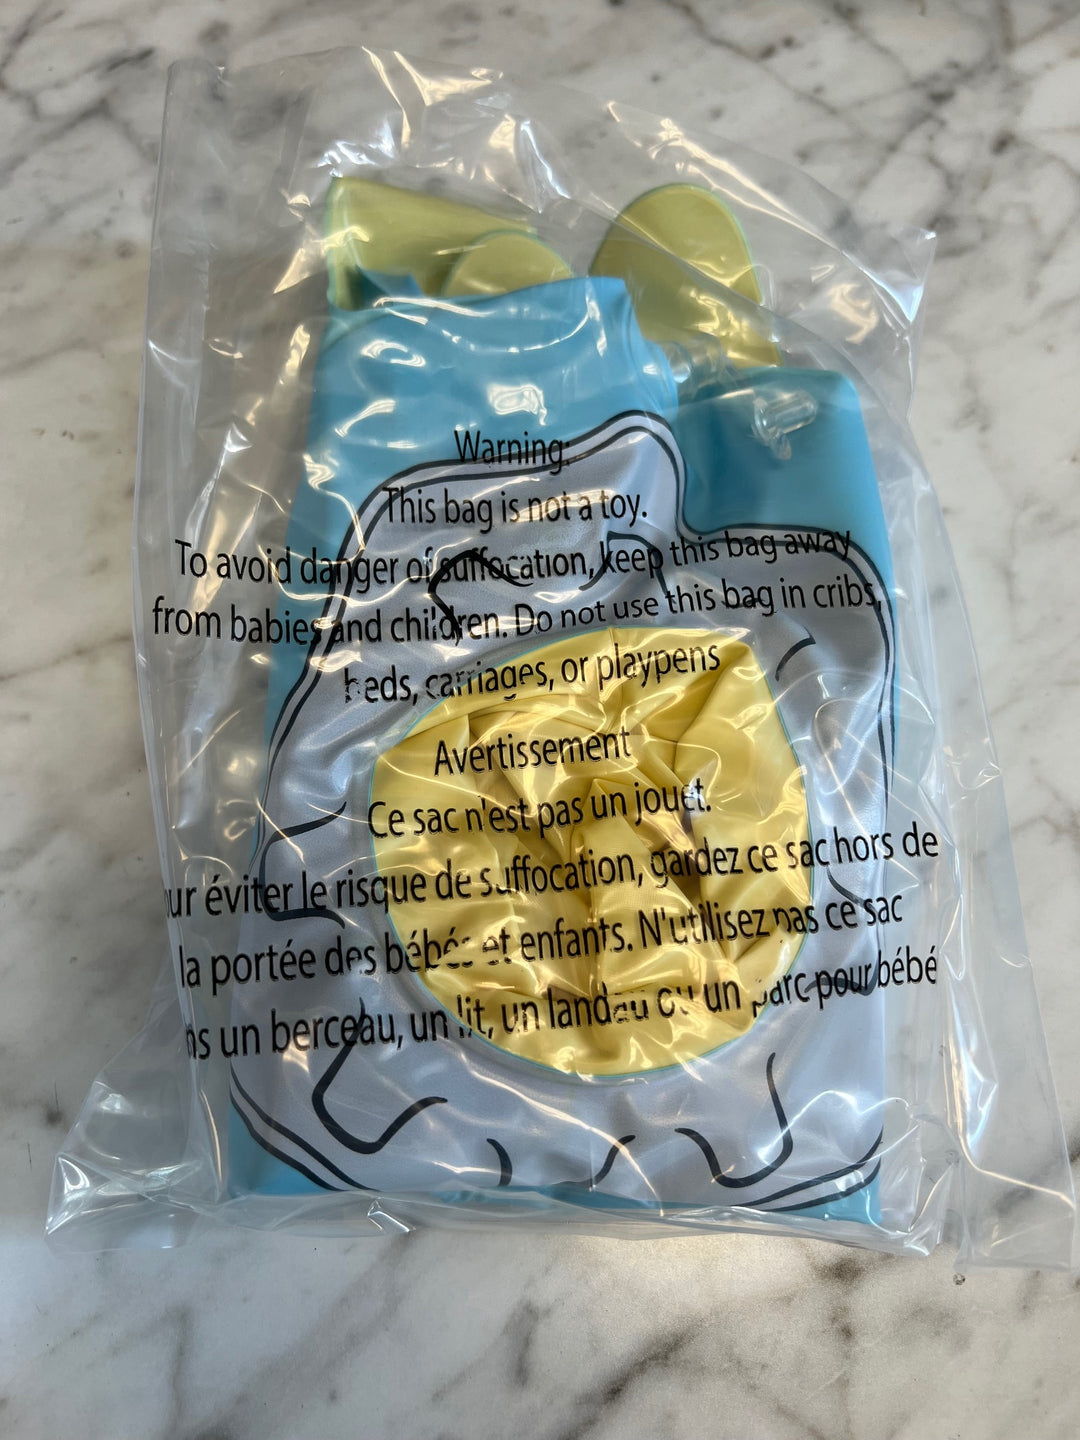 Warning:
This bag is not a toy.
To avoid danger of suffocation, keep this bag away
from babies and children. Do not use this bag in cribs,
beds, carriages, or playpens
Avertissement
Ce sac n'est pas un jouet.
ur éviter le risque de suffocation, gardez ce sac hors de
la portée des bébés et enfants. N'utilisez pas ce sac
ns un berceau, un lit, un landau ou un parc pour bébé